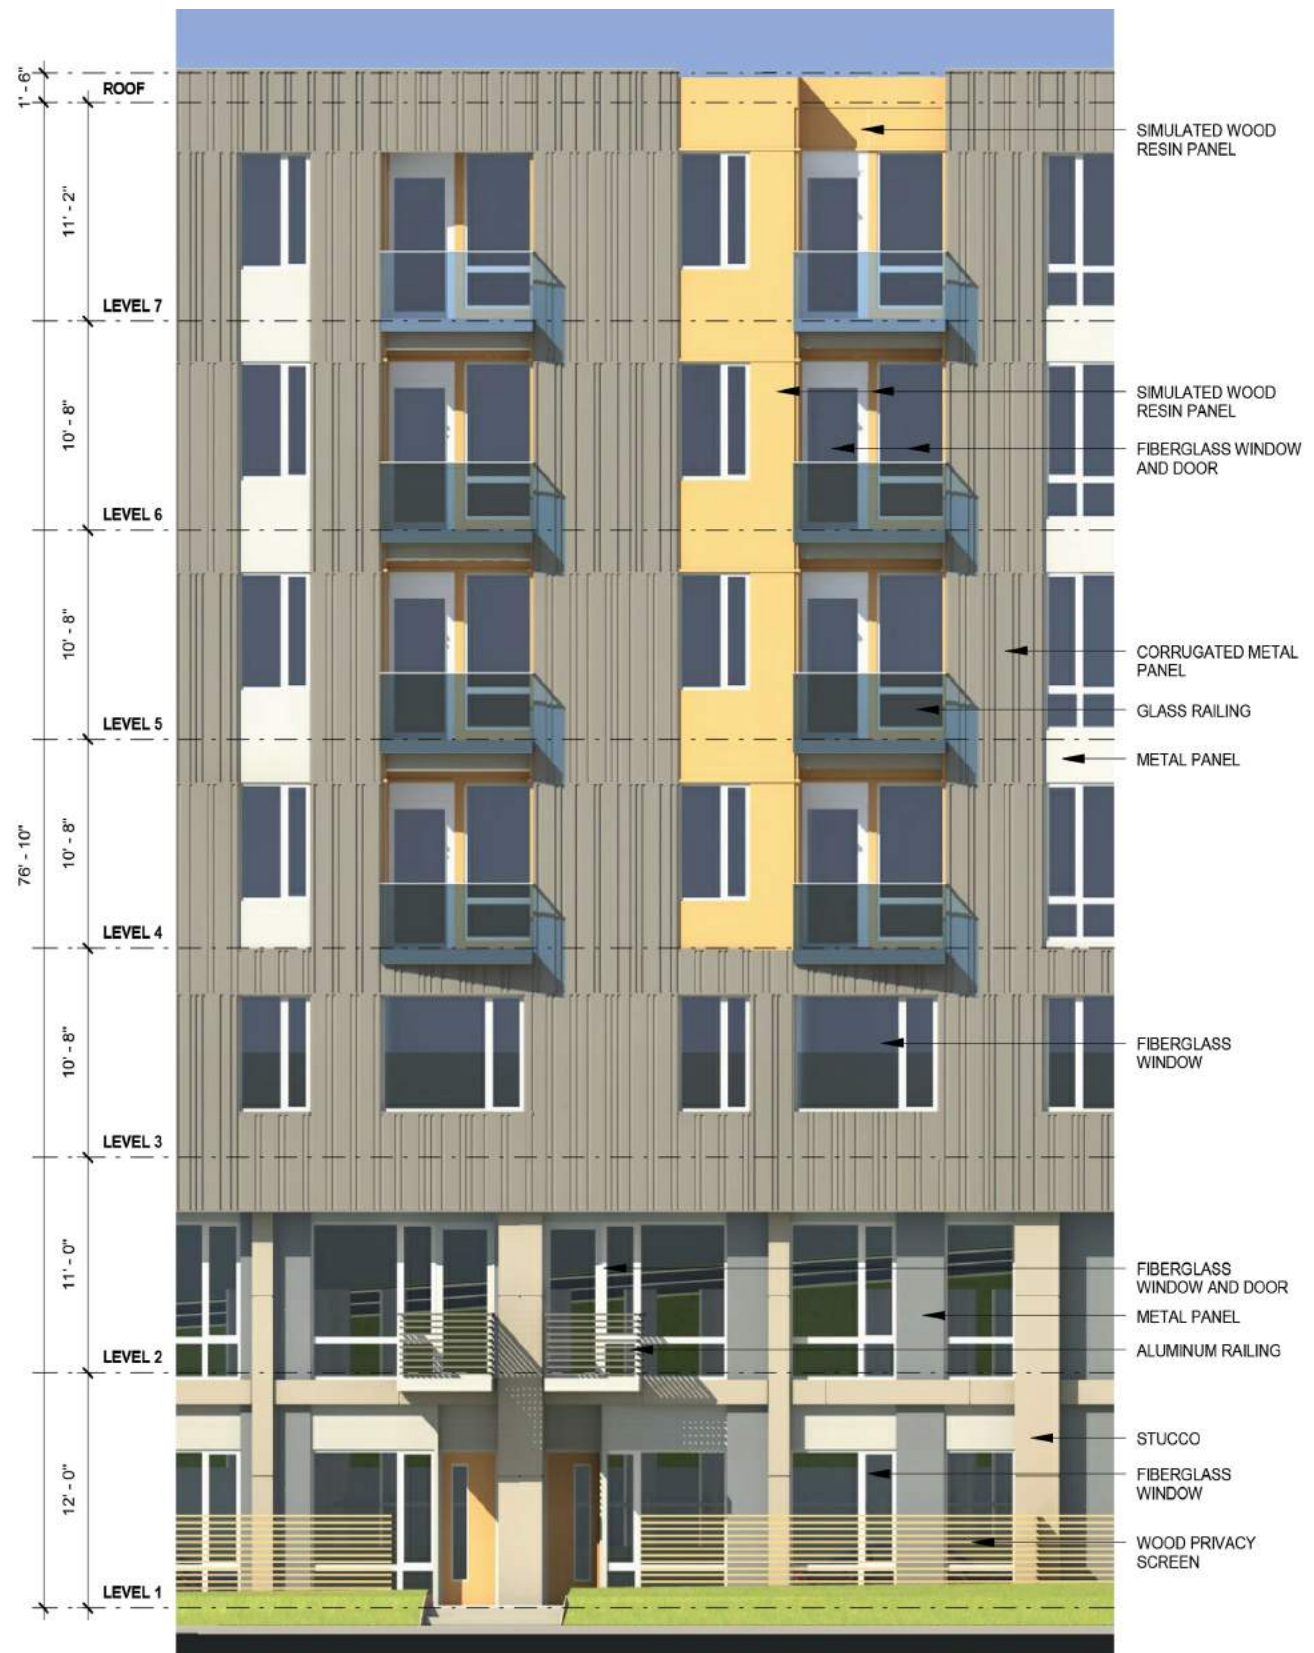 1' - 6"
ROOF
SIMULATED WOOD
RESIN PANEL
11' - 2"
LEVEL 7
SIMULATED WOOD
RESIN PANEL
10' - 8"
FIBERGLASS WINDOW
AND DOOR
LEVEL 6
10' - 8"
CORRUGATED METAL
PANEL
GLASS RAILING
LEVEL 5
METAL PANEL
76' - 10"
10' - 8"
LEVEL 4
10' - 8"
FIBERGLASS
WINDOW
LEVEL 3
11' - 0"
FIBERGLASS
WINDOW AND DOOR
METAL PANEL
ALUMINUM RAILING
LEVEL 2
STUCCO
12' - 0"
FIBERGLASS
WINDOW
WOOD PRIVACY
SCREEN
LEVEL 1